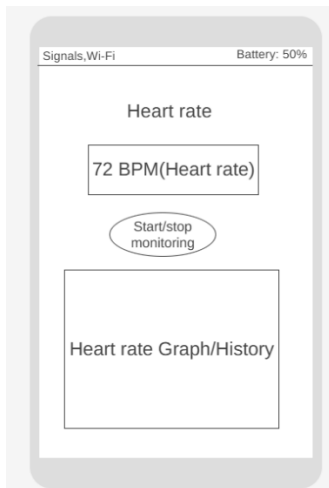 Signals,Wi-Fi Battery: 50%
Heart rate
72 BPM(Heart rate)
Start/stop
monitoring
Heart rate Graph/History